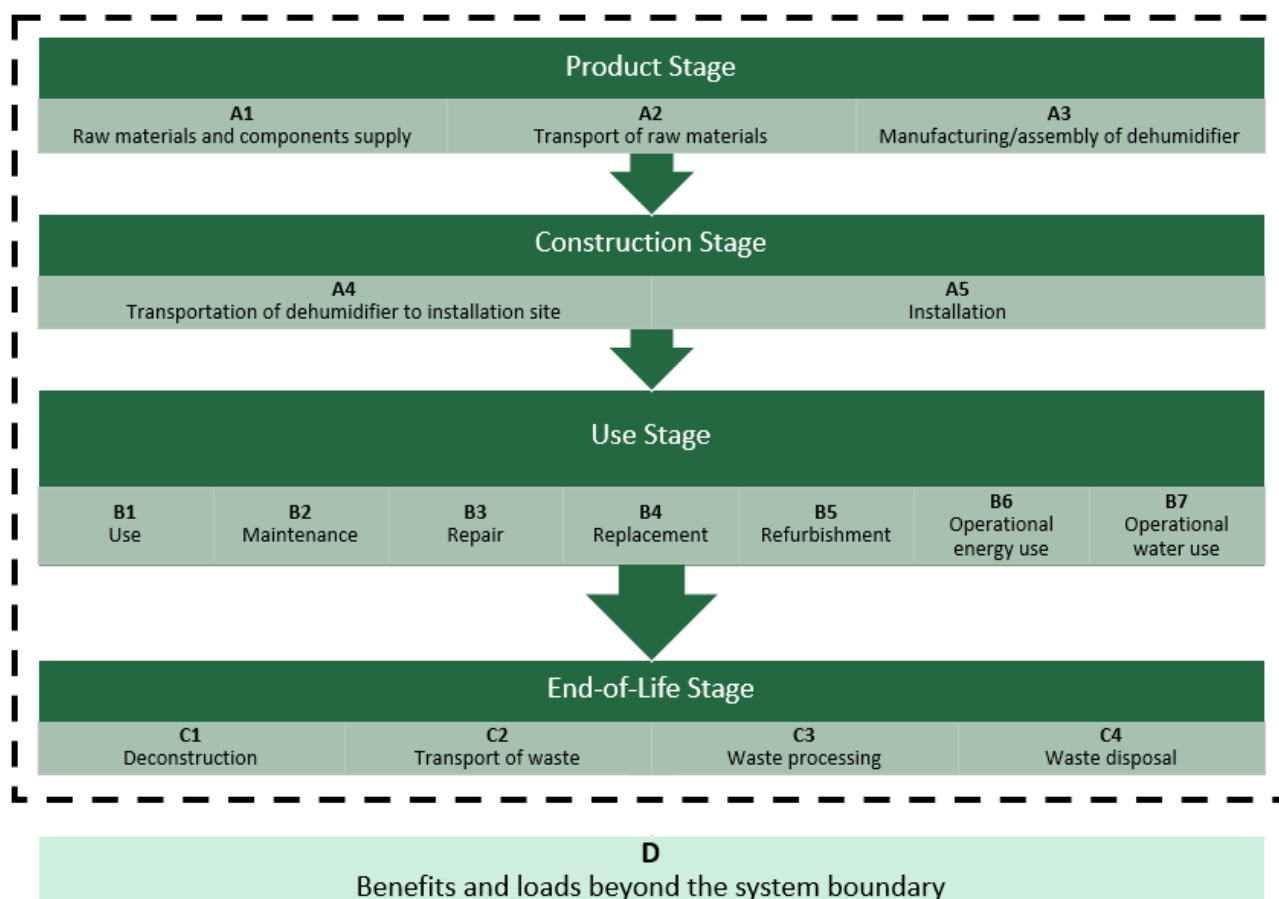 Product Stage
A1
Raw materials and components supply
A2
Transport of raw materials
A3
Manufacturing/assembly of dehumidifier
Construction Stage
A4
Transportation of dehumidifier to installation site
A5
Installation
Use Stage
B1
Use
B2
Maintenance
B3
Repair
B4
Replacement
B5
Refurbishment
B6
Operational
energy use
B7
Operational
water use
End-of-Life Stage
C1
Deconstruction
C2
Transport of waste
C3
Waste processing
C4
Waste disposal
D
Benefits and loads beyond the system boundary